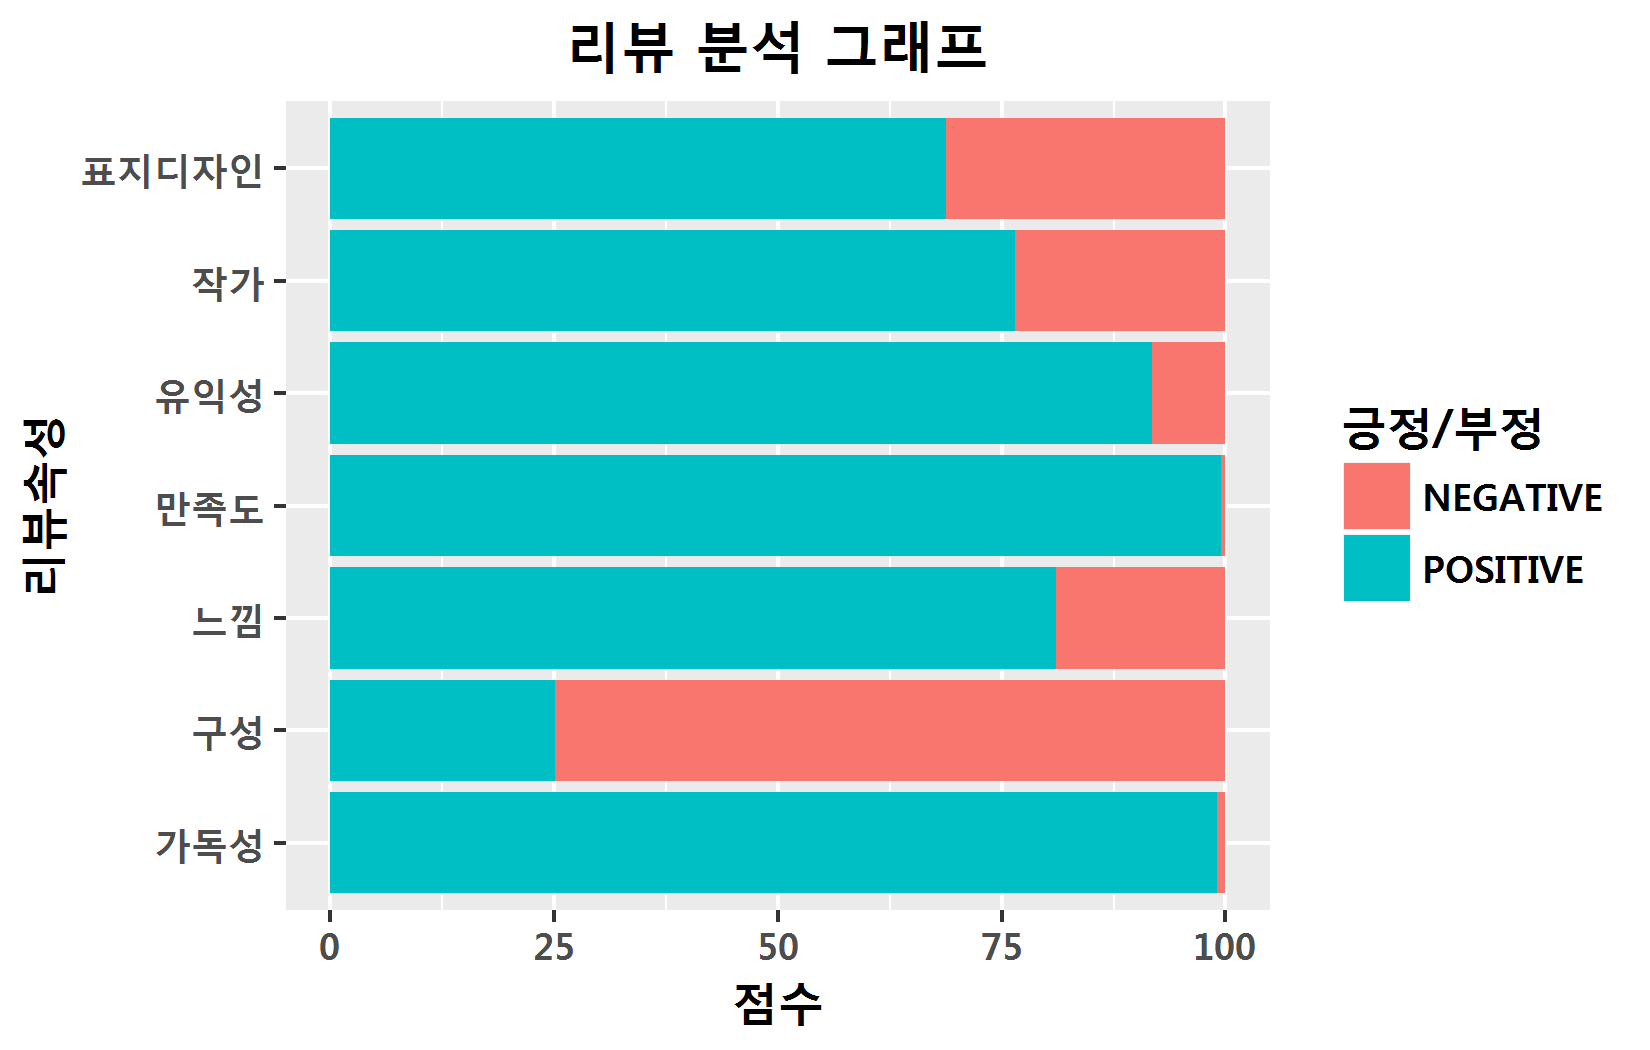 리뷰 분석 그래프
표지디자인
작가
유익성
만족도
느낌
구성
가독성
리뷰속성
0 25 50 75 100
점수
긍정/부정
NEGATIVE
POSITIVE